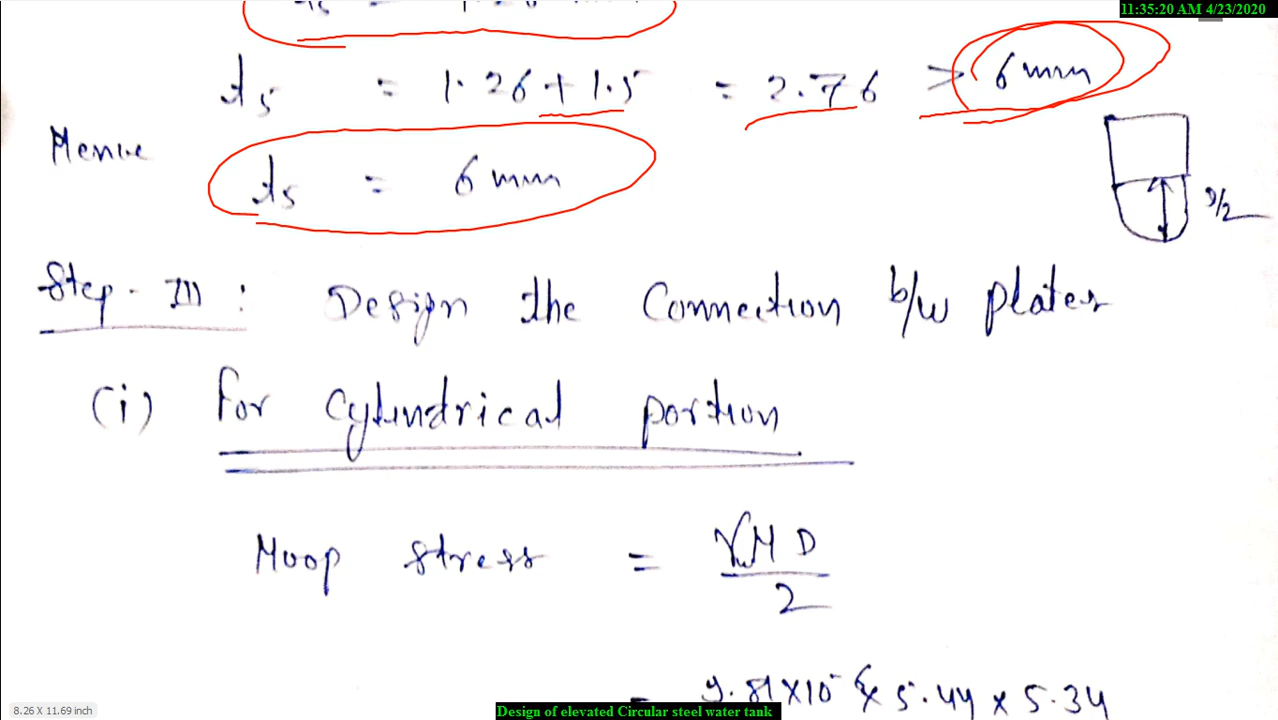 11:35:20 AM 4/23/2020
ts = 1.26 + 1.5 = 2.76 > 6 mm
Hence
ts = 6 mm
D/2
Step - III : Design the Connection b/w plates
(i) For Cylindrical portion
Hoop stress = γw H D
2
= 9.81 × 10⁻⁶ × 5.44 × 5.34
8.26 X 11.69 inch
Design of elevated Circular steel water tank